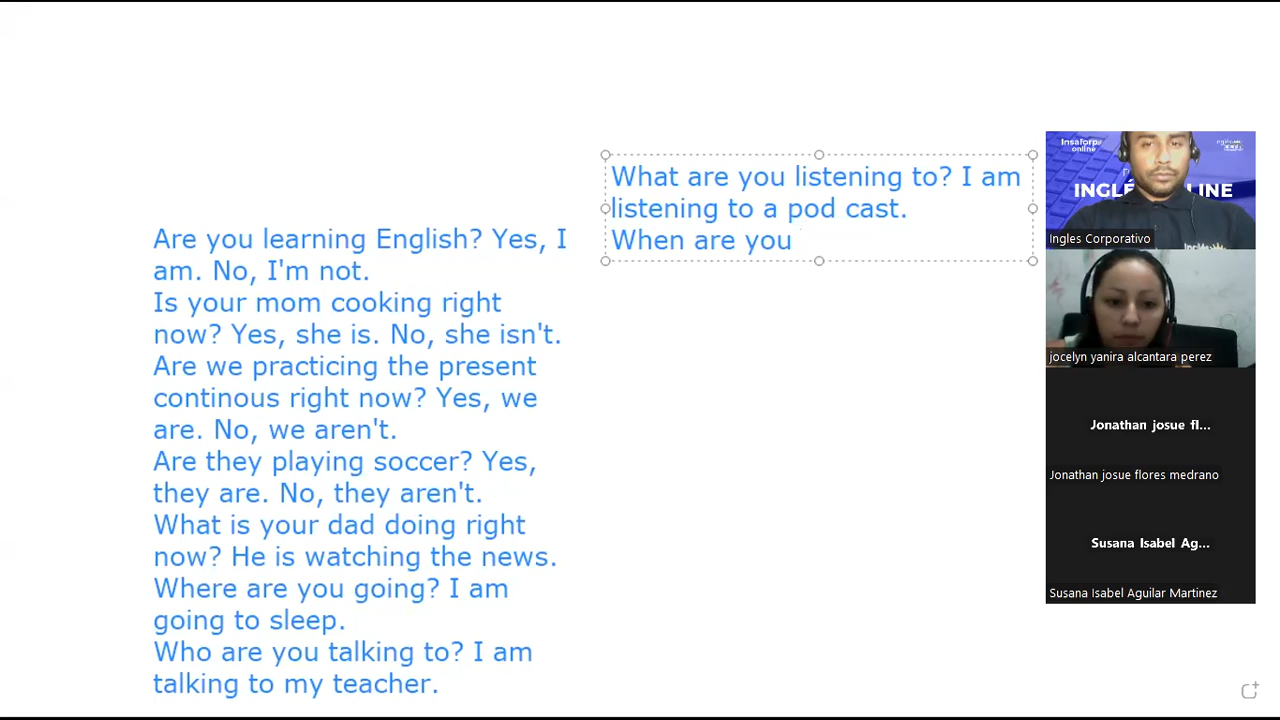 Are you learning English? Yes, I
am. No, I'm not.
Is your mom cooking right
now? Yes, she is. No, she isn't.
Are we practicing the present
continous right now? Yes, we
are. No, we aren't.
Are they playing soccer? Yes,
they are. No, they aren't.
What is your dad doing right
now? He is watching the news.
Where are you going? I am
going to sleep.
Who are you talking to? I am
talking to my teacher.
What are you listening to? I am
listening to a pod cast.
When are you
Insaforp
online
INGLÉ LINE
Ingles Corporativo
jocelyn yanira alcantara perez
Jonathan josue fl...
Jonathan josue flores medrano
Susana Isabel Ag...
Susana Isabel Aguilar Martinez